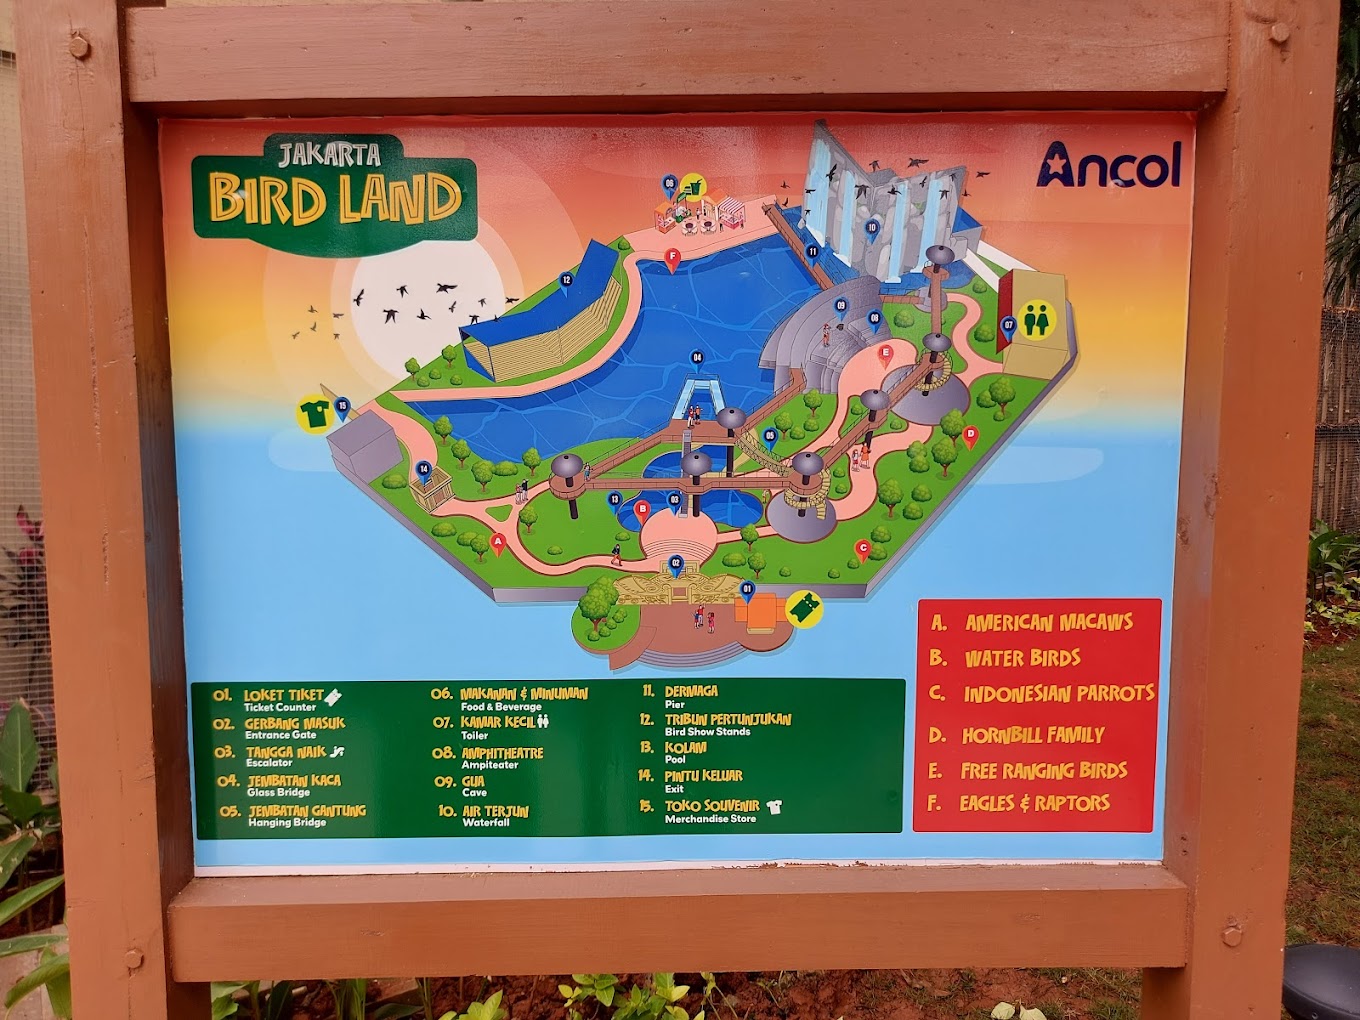 JAKARTA
BIRD LAND
Ancol
06
12
11
10
09
08
07
F
E
04
15
05
D
14
13
B
03
A
C
02
01
A. AMERICAN MACAWS
B. WATER BIRDS
C. INDONESIAN PARROTS
D. HORNBILL FAMILY
E. FREE RANGING BIRDS
F. EAGLES & RAPTORS
01. LOKET TIKET
Ticket Counter
02. GERBANG MASUK
Entrance Gate
03. TANGGA NAIK
Escalator
04. JEMBATAN KACA
Glass Bridge
05. JEMBATAN GANTUNG
Hanging Bridge
06. MAKANAN & MINUMAN
Food & Beverage
07. KAMAR KECIL
Toiler
08. AMPHITHEATRE
Ampiteater
09. GUA
Cave
10. AIR TERJUN
Waterfall
11. DERMAGA
Pier
12. TRIBUN PERTUNJUKAN
Bird Show Stands
13. KOLAM
Pool
14. PINTU KELUAR
Exit
15. TOKO SOUVENIR
Merchandise Store